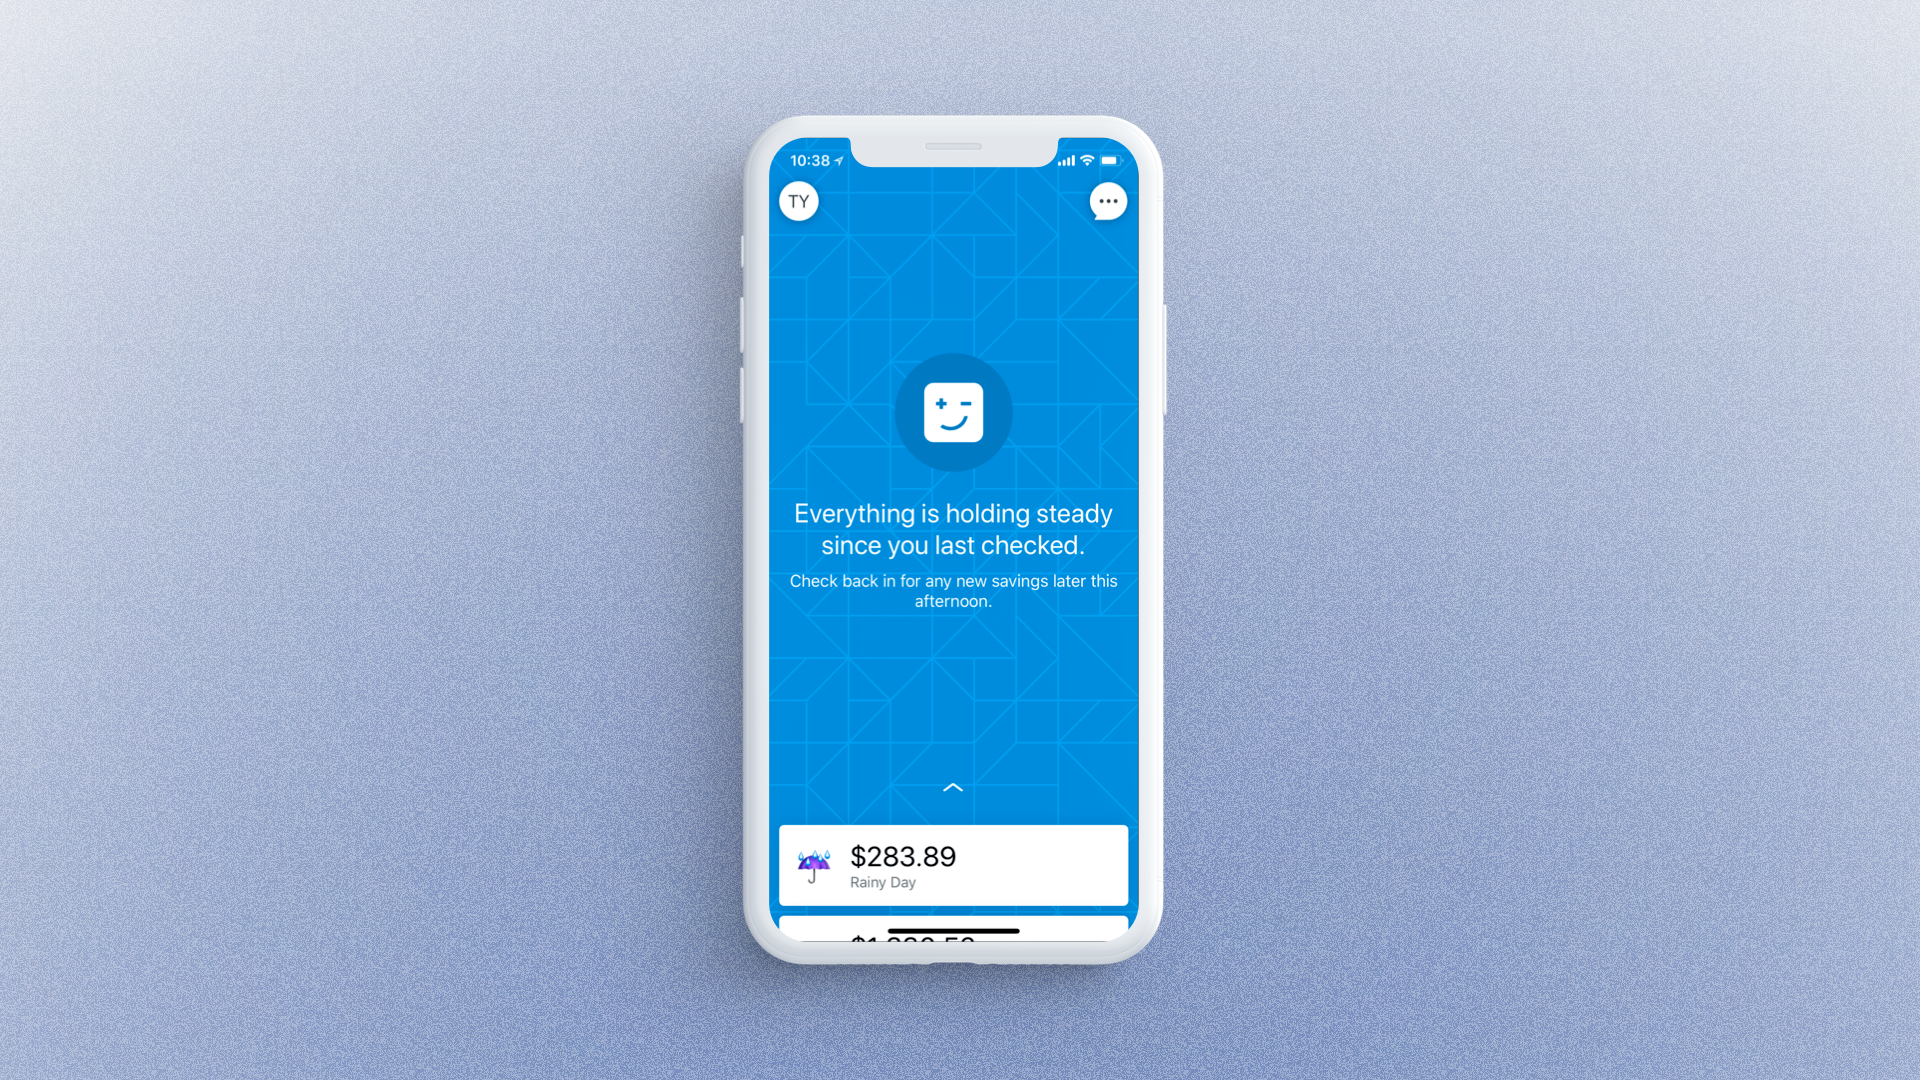 10:38
TY
Everything is holding steady
since you last checked.
Check back in for any new savings later this
afternoon.
$283.89
Rainy Day